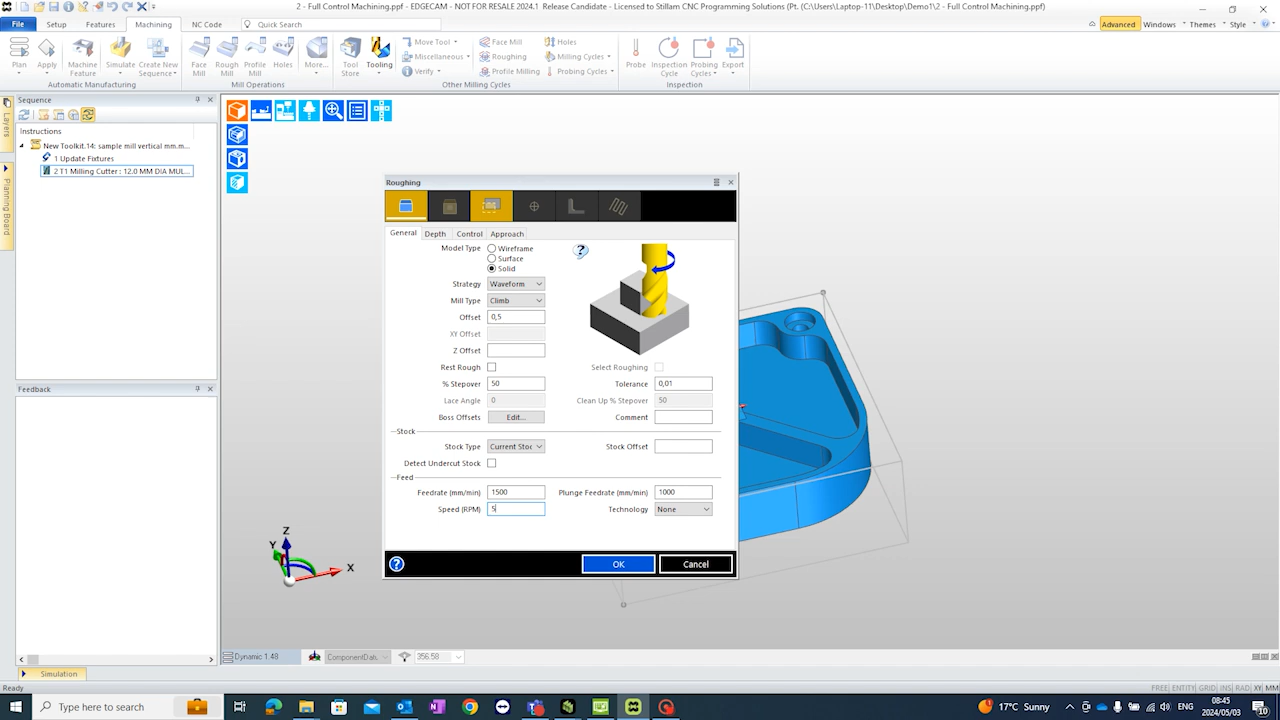 2 - Full Control Machining.ppf - EDGECAM - NOT FOR RESALE 2024.1 Release Candidate - Licensed to Stillam CNC Programming Solutions (Pt. (C:\Users\Laptop-11\Desktop\Demo1\2 - Full Control Machining.ppf)
File Setup Features Machining NC Code Quick Search Advanced Windows Themes Style
Move Tool Face Mill Holes
Miscellaneous Roughing Milling Cycles
Verify Profile Milling Probing Cycles
Plan Apply Machine Feature Simulate Create New Sequence Face Mill Rough Mill Profile Mill Holes More... Tool Store Tooling Probe Inspection Cycle Probing Cycles Export
Automatic Manufacturing Mill Operations Other Milling Cycles Inspection
Sequence
Layers
Planning Board
Instructions
New Toolkit.14: sample mill vertical mm.m...
1 Update Fixtures
2 T1 Milling Cutter : 12.0 MM DIA MUL...
Feedback
Roughing
General Depth Control Approach
Model Type Wireframe
Surface
Solid
Strategy Waveform
Mill Type Climb
Offset 0,5
XY Offset
Z Offset
Rest Rough Select Roughing
% Stepover 50 Tolerance 0,01
Lace Angle 0 Clean Up % Stepover 50
Boss Offsets Edit... Comment
Stock
Stock Type Current Stoc Stock Offset
Detect Undercut Stock
Feed
Feedrate (mm/min) 1500 Plunge Feedrate (mm/min) 1000
Speed (RPM) 5 Technology None
OK Cancel
Z
Y
X
Dynamic 1.48 ComponentDat 356.58
Simulation
Ready FREE ENTITY GRID INS RAD XY MM
Type here to search 17°C Sunny ENG 08:45
2024/05/03